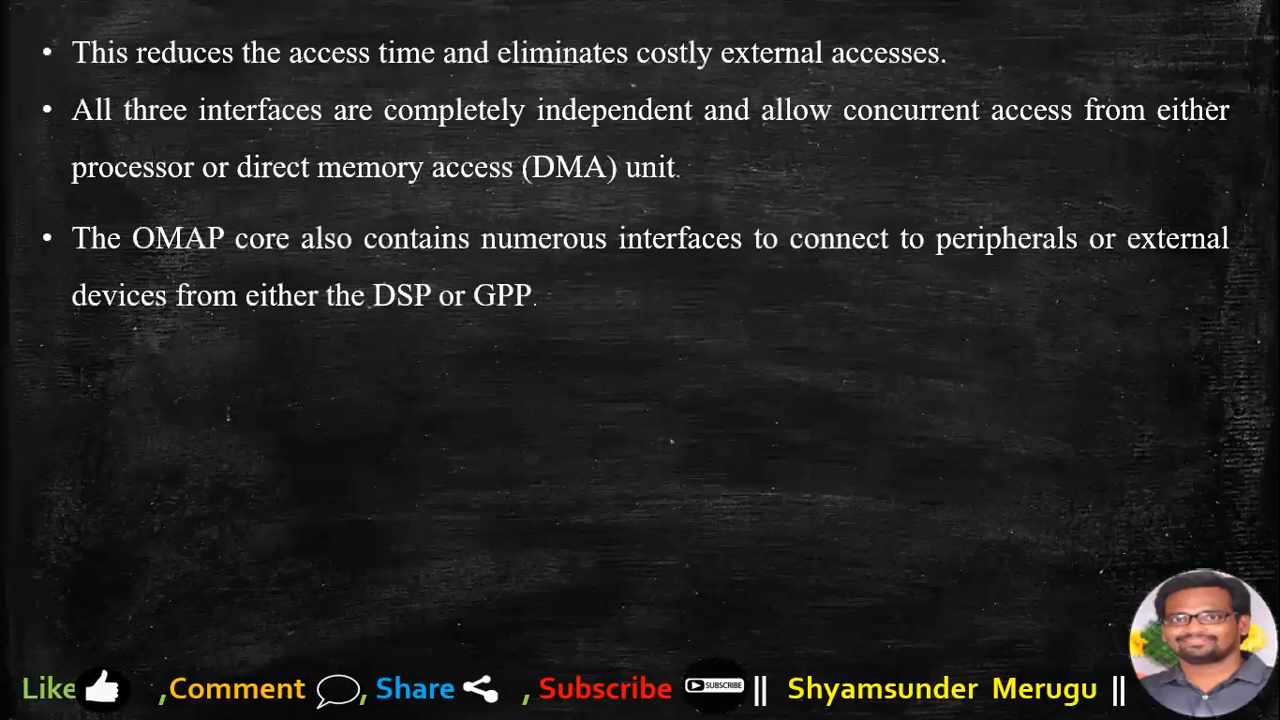 • This reduces the access time and eliminates costly external accesses.
• All three interfaces are completely independent and allow concurrent access from either
processor or direct memory access (DMA) unit.
• The OMAP core also contains numerous interfaces to connect to peripherals or external
devices from either the DSP or GPP.
Like ,Comment , Share , Subscribe SUBSCRIBE || Shyamsunder Merugu ||